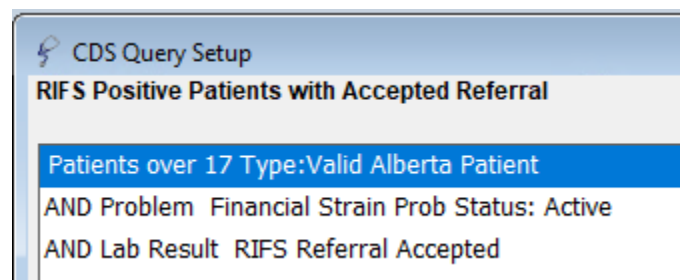 CDS Query Setup
RIFS Positive Patients with Accepted Referral
Patients over 17 Type:Valid Alberta Patient
AND Problem Financial Strain Prob Status: Active
AND Lab Result RIFS Referral Accepted